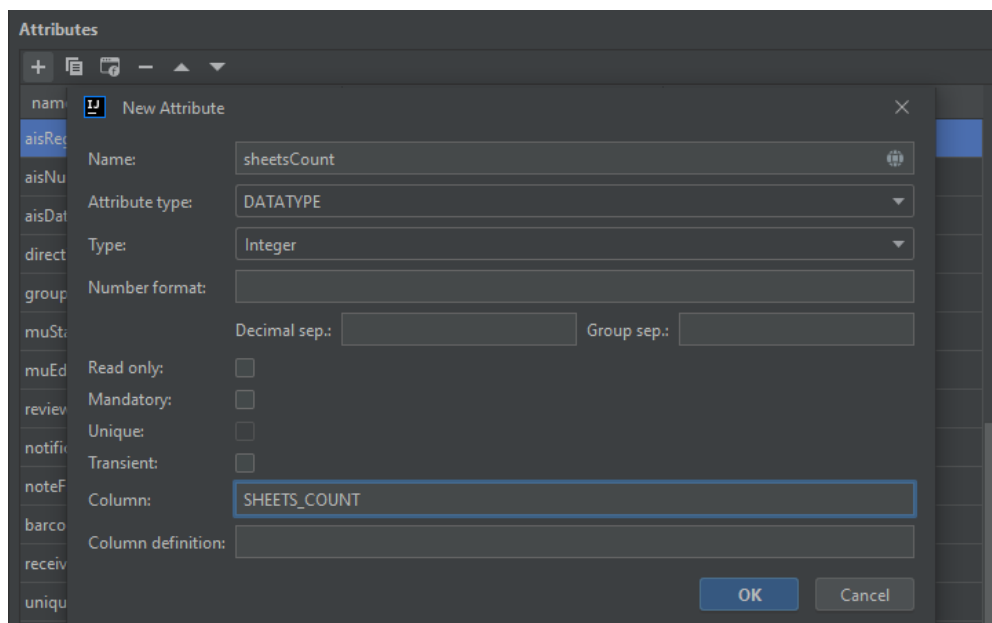 Attributes
New Attribute
Name: sheetsCount
Attribute type: DATATYPE
Type: Integer
Number format:
Decimal sep.: Group sep.:
Read only:
Mandatory:
Unique:
Transient:
Column: SHEETS_COUNT
Column definition:
OK Cancel
nam
aisReg
aisNu
aisDat
direct
group
muSta
muEd
review
notific
noteF
barco
receiv
uniqu